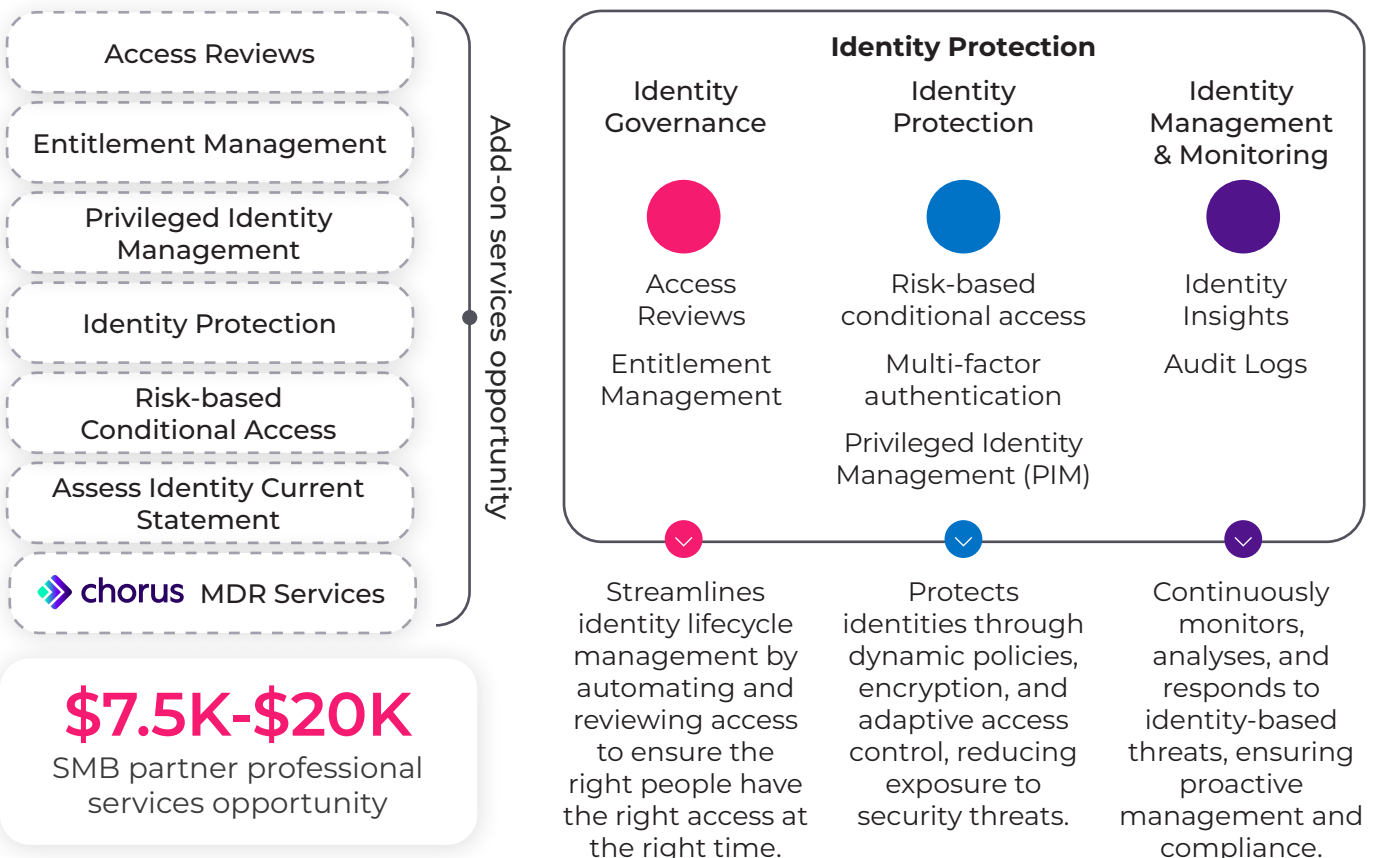 Access Reviews
Entitlement Management
Privileged Identity
Management
Identity Protection
Risk-based
Conditional Access
Assess Identity Current
Statement
chorus MDR Services
Add-on services opportunity
$7.5K-$20K
SMB partner professional
services opportunity
Identity Protection
Identity
Governance
Access
Reviews
Entitlement
Management
Streamlines
identity lifecycle
management by
automating and
reviewing access
to ensure the
right people have
the right access at
the right time.
Identity
Protection
Risk-based
conditional access
Multi-factor
authentication
Privileged Identity
Management (PIM)
Protects
identities through
dynamic policies,
encryption, and
adaptive access
control, reducing
exposure to
security threats.
Identity
Management
& Monitoring
Identity
Insights
Audit Logs
Continuously
monitors,
analyses, and
responds to
identity-based
threats, ensuring
proactive
management and
compliance.